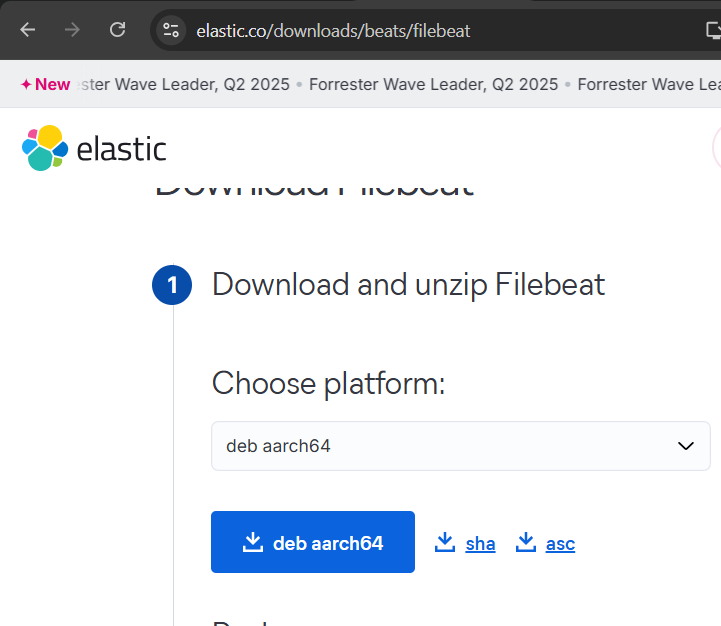 elastic.co/downloads/beats/filebeat
New ster Wave Leader, Q2 2025 • Forrester Wave Leader, Q2 2025 • Forrester Wave Lea
elastic
Download Filebeat
1 Download and unzip Filebeat
Choose platform:
deb aarch64
deb aarch64 sha asc